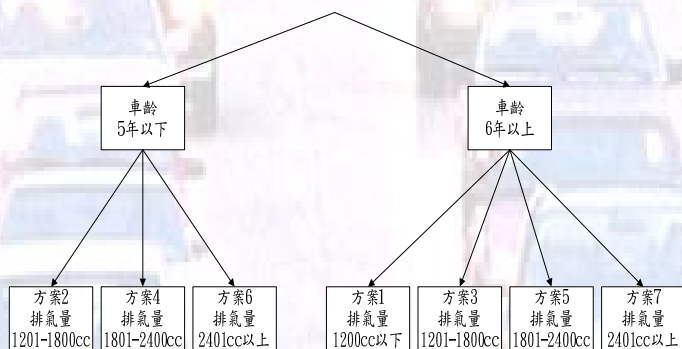 車齡
5年以下
車齡
6年以上
方案2
排氣量
1201-1800cc
方案4
排氣量
1801-2400cc
方案6
排氣量
2401cc以上
方案1
排氣量
1200cc以下
方案3
排氣量
1201-1800cc
方案5
排氣量
1801-2400cc
方案7
排氣量
2401cc以上